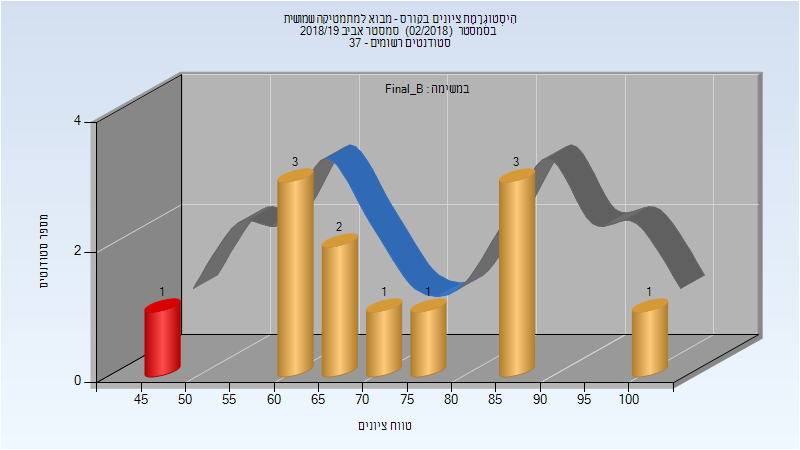 היסטוגרמת ציונים בקורס - מבוא למתמטיקה שמושית
בסמסטר (02/2018) סמסטר אביב 2018/19
סטודנטים רשומים - 37
במשימה : Final_B
4
2
0
מספר סטודנטים
1
3
2
1
1
3
1
45 50 55 60 65 70 75 80 85 90 95 100
טווח ציונים